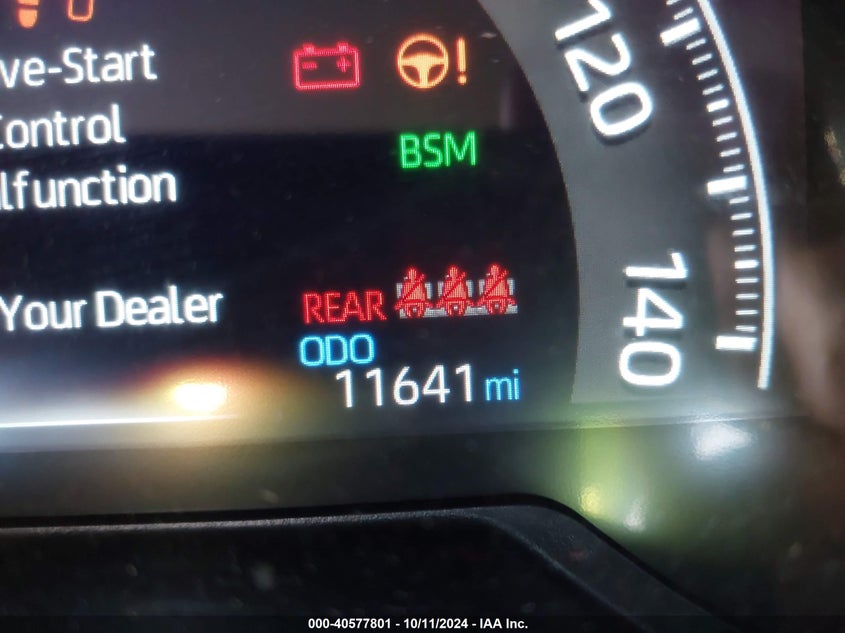 ve-Start
Control
lfunction
BSM
Your Dealer
REAR
ODO
11641 mi
120
140
000-40577801 - 10/11/2024 - IAA Inc.